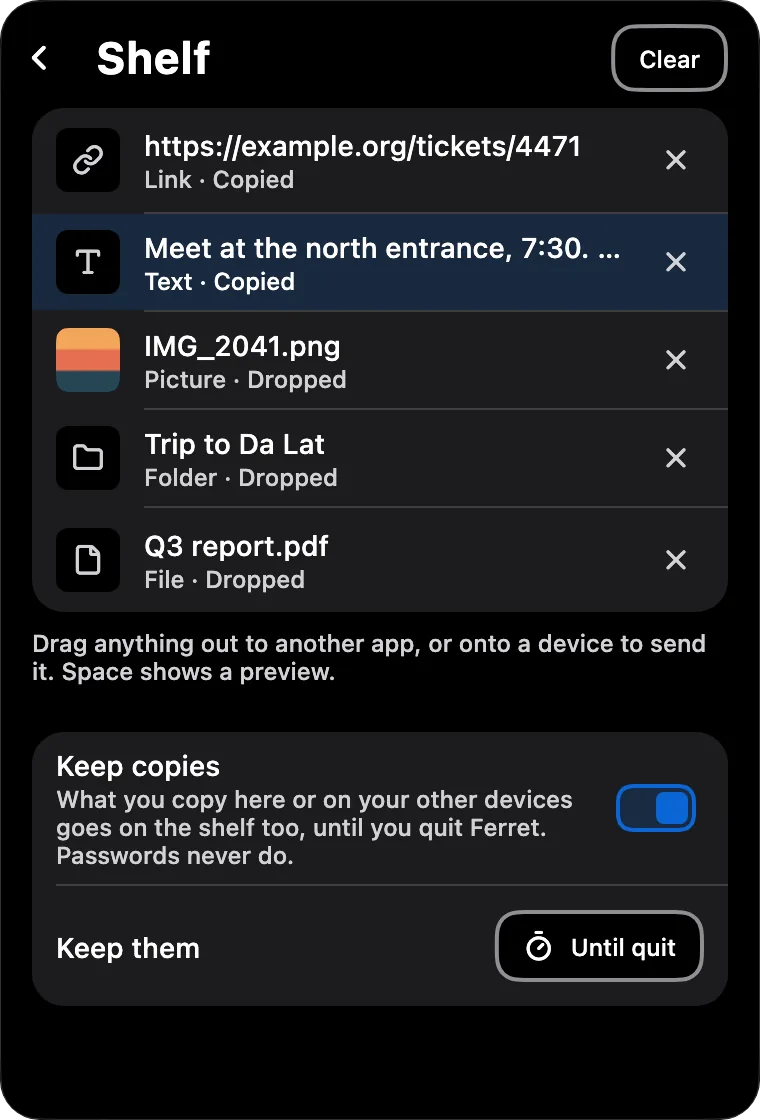 Shelf
Clear
https://example.org/tickets/4471
Link · Copied
Meet at the north entrance, 7:30. ...
Text · Copied
IMG_2041.png
Picture · Dropped
Trip to Da Lat
Folder · Dropped
Q3 report.pdf
File · Dropped
Drag anything out to another app, or onto a device to send
it. Space shows a preview.
Keep copies
What you copy here or on your other devices
goes on the shelf too, until you quit Ferret.
Passwords never do.
Keep them
Until quit